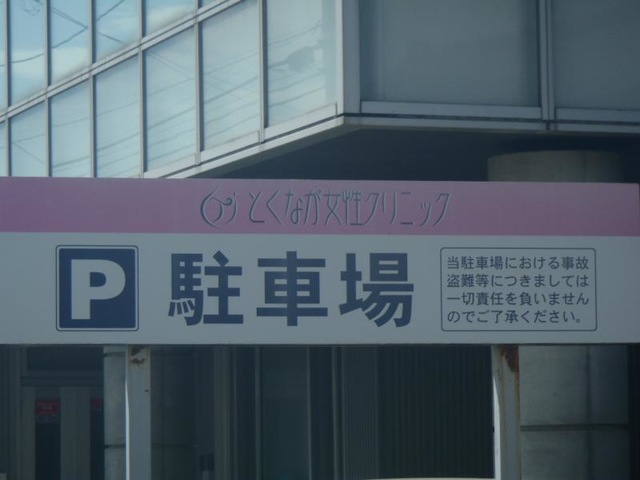 とくなが女性クリニック
P 駐車場
当駐車場における事故
盗難等につきましては
一切責任を負いません
のでご了承ください。